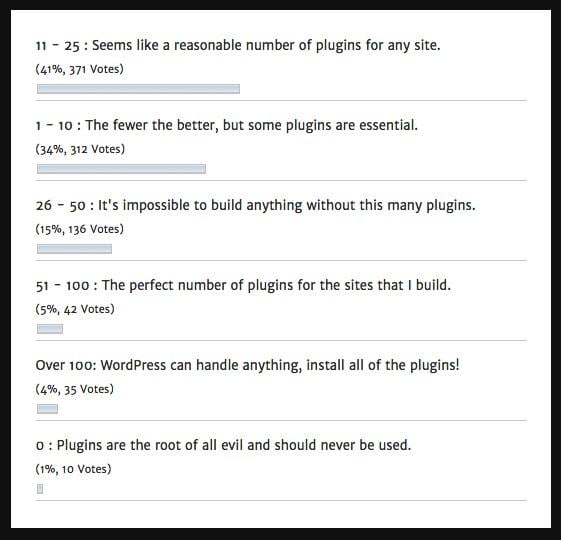 11 - 25 : Seems like a reasonable number of plugins for any site.
(41%, 371 Votes)
1 - 10 : The fewer the better, but some plugins are essential.
(34%, 312 Votes)
26 - 50 : It's impossible to build anything without this many plugins.
(15%, 136 Votes)
51 - 100 : The perfect number of plugins for the sites that I build.
(5%, 42 Votes)
Over 100: WordPress can handle anything, install all of the plugins!
(4%, 35 Votes)
0 : Plugins are the root of all evil and should never be used.
(1%, 10 Votes)